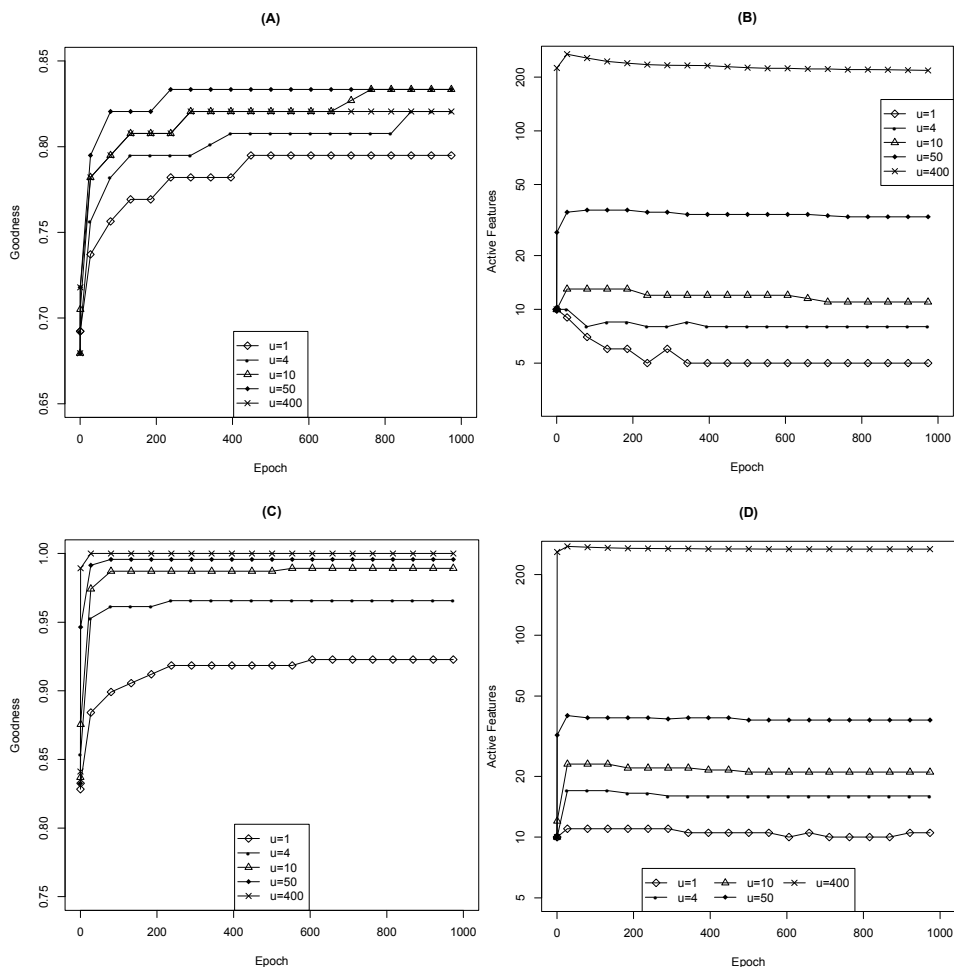 (A)
0.85
0.80
0.75
0.70
0.65
Goodness
u=1
u=4
u=10
u=50
u=400
0 200 400 600 800 1000
Epoch
(B)
200
100
50
20
10
5
Active Features
u=1
u=4
u=10
u=50
u=400
0 200 400 600 800 1000
Epoch
(C)
1.00
0.95
0.90
0.85
0.80
0.75
Goodness
u=1
u=4
u=10
u=50
u=400
0 200 400 600 800 1000
Epoch
(D)
200
100
50
20
10
5
Active Features
u=1 u=10 u=400
u=4 u=50
0 200 400 600 800 1000
Epoch